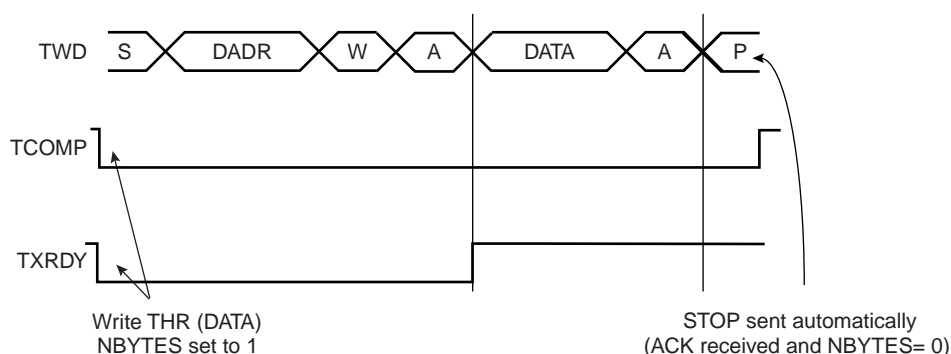 TWD S DADR W A DATA A P
TCOMP
TXRDY
Write THR (DATA)
NBYTES set to 1
STOP sent automatically
(ACK received and NBYTES= 0)